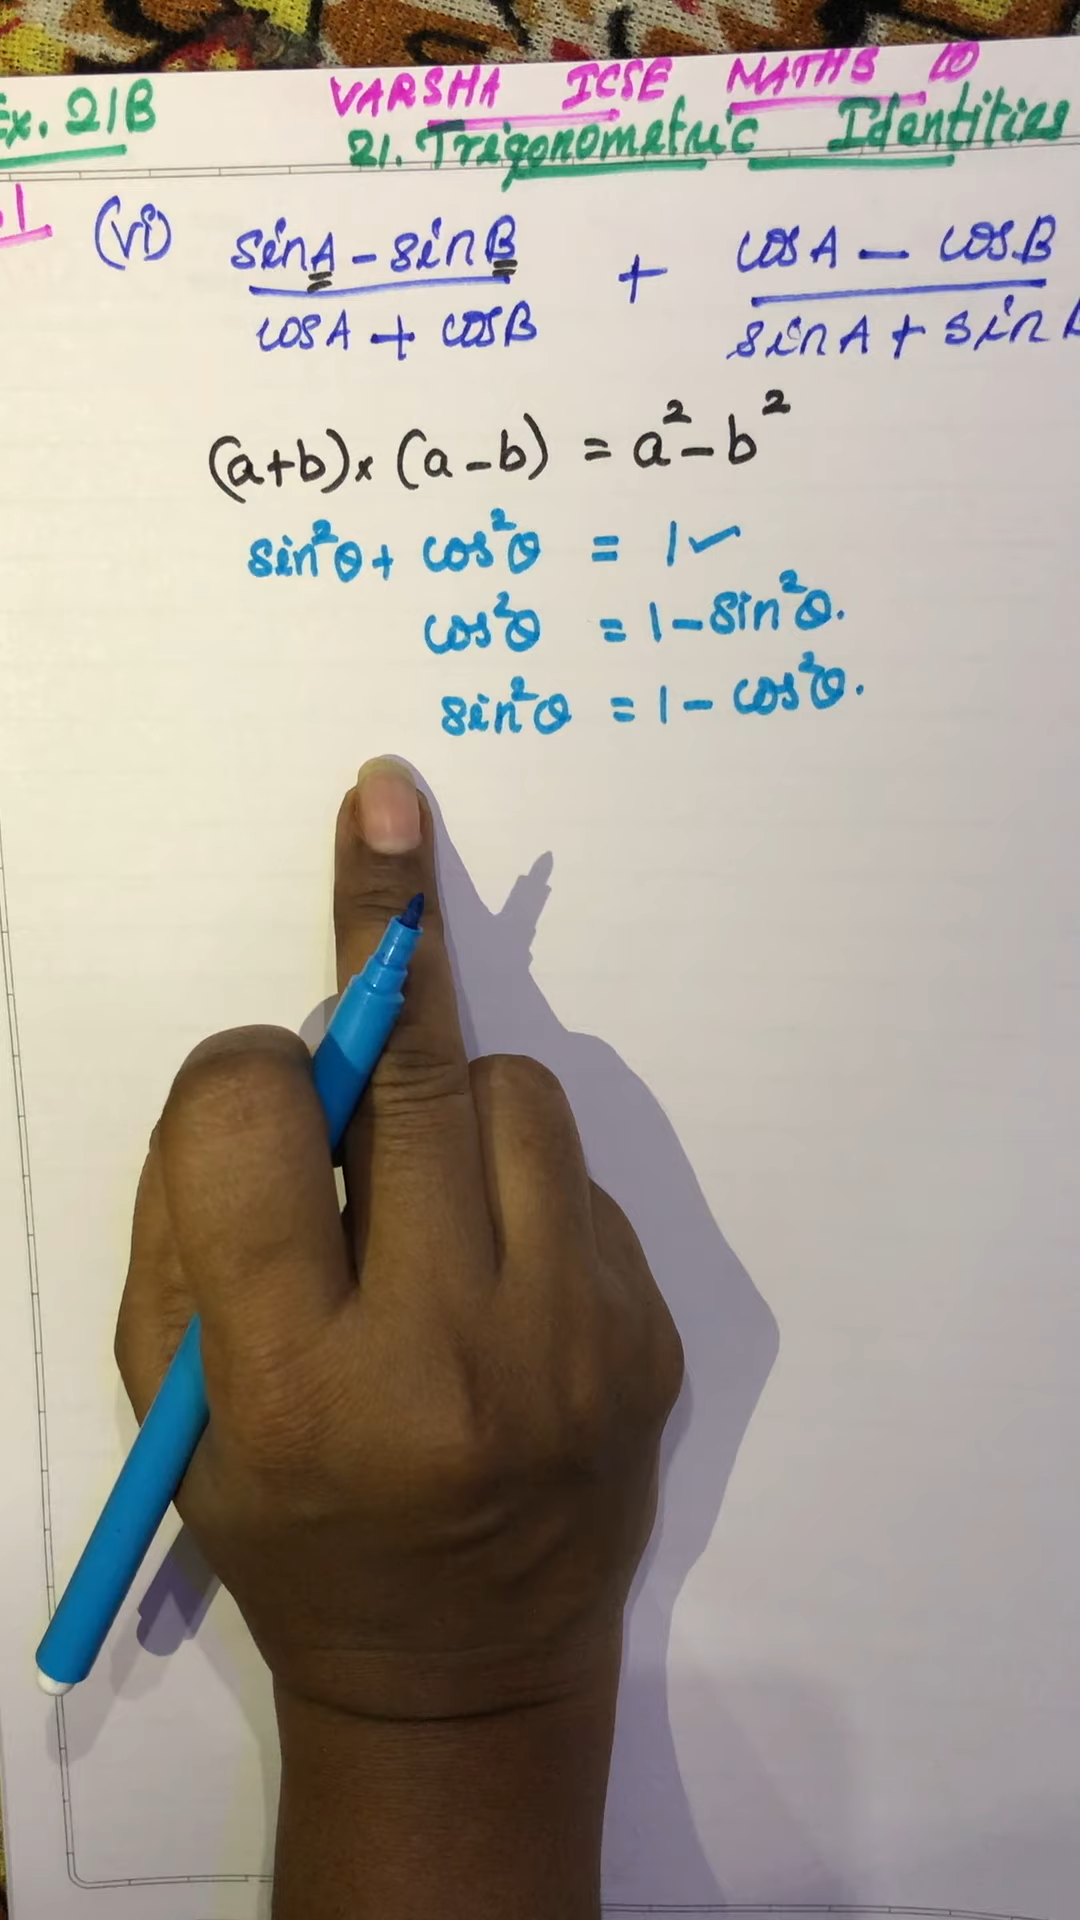 VARSHA ICSE MATHS 10
Ex. 21B
21. Trigonometric Identities
1 (vi) sinA - sinB / cosA + cosB + cosA - cosB / sinA + sin
(a+b)×(a-b) = a²-b²
sin²θ + cos²θ = 1✓
cos²θ = 1-sin²θ.
sin²θ = 1- cos²θ.